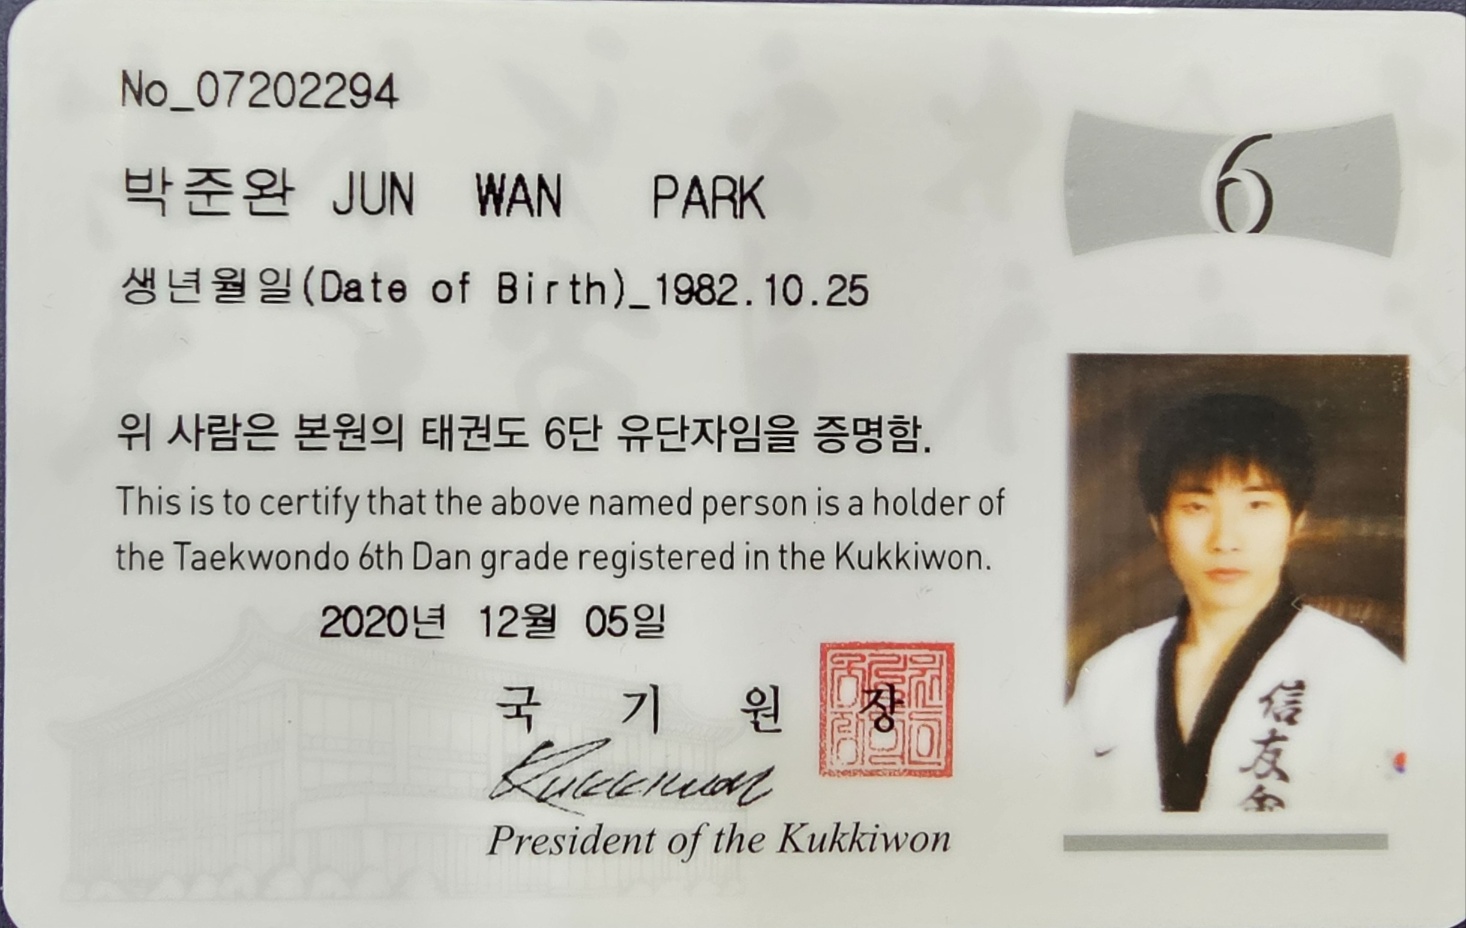 No_07202294
6
박준완 JUN WAN PARK
생년월일(Date of Birth)_1982.10.25
위 사람은 본원의 태권도 6단 유단자임을 증명함.
This is to certify that the above named person is a holder of
the Taekwondo 6th Dan grade registered in the Kukkiwon.
2020년 12월 05일
국 기 원 장
Kukkiwon
President of the Kukkiwon
信
友